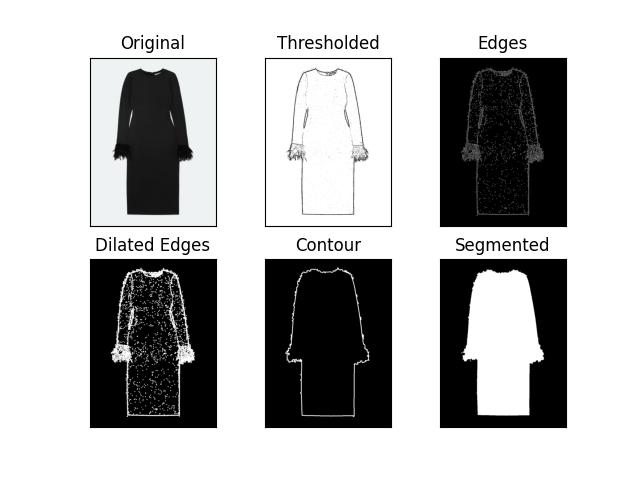 Original
Thresholded
Edges
Dilated Edges
Contour
Segmented